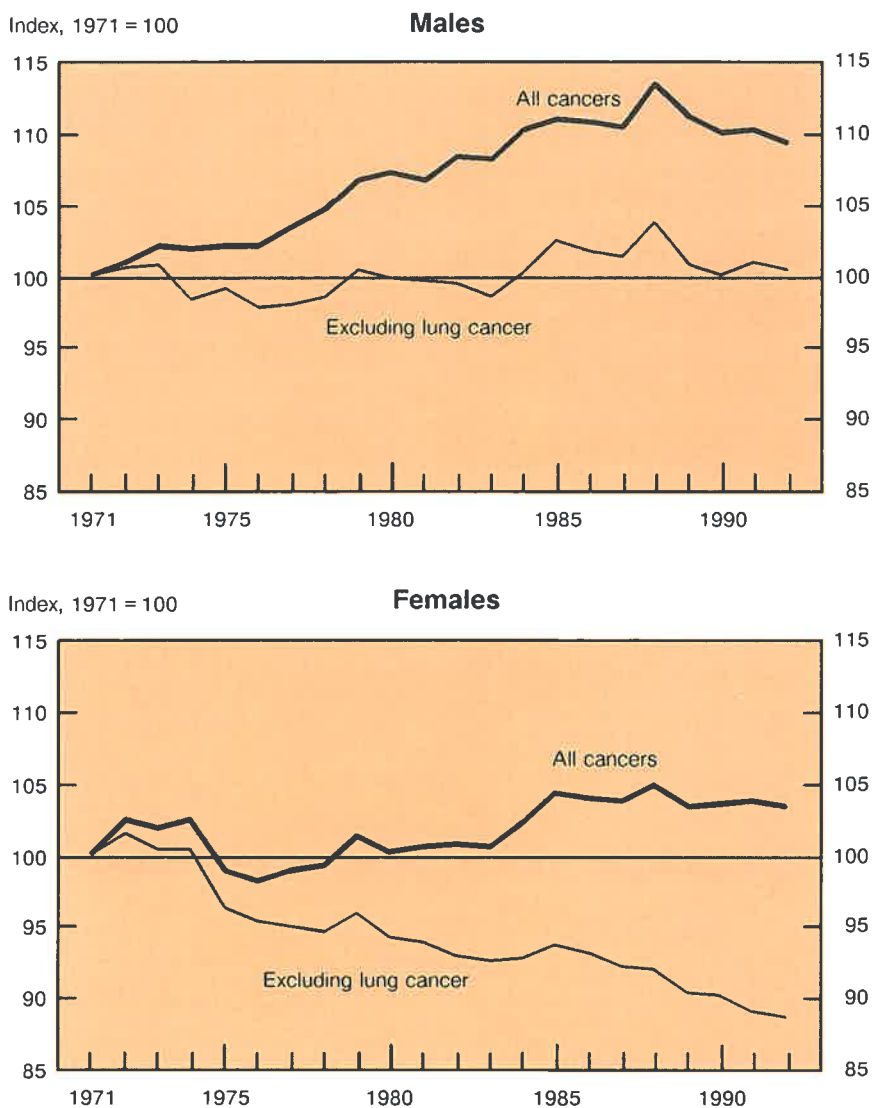 Males
Index, 1971 = 100
115 115
110 110
105 105
100 100
95 95
90 90
85 85
All cancers
Excluding lung cancer
1971 1975 1980 1985 1990
Females
Index, 1971 = 100
115 115
110 110
105 105
100 100
95 95
90 90
85 85
All cancers
Excluding lung cancer
1971 1975 1980 1985 1990